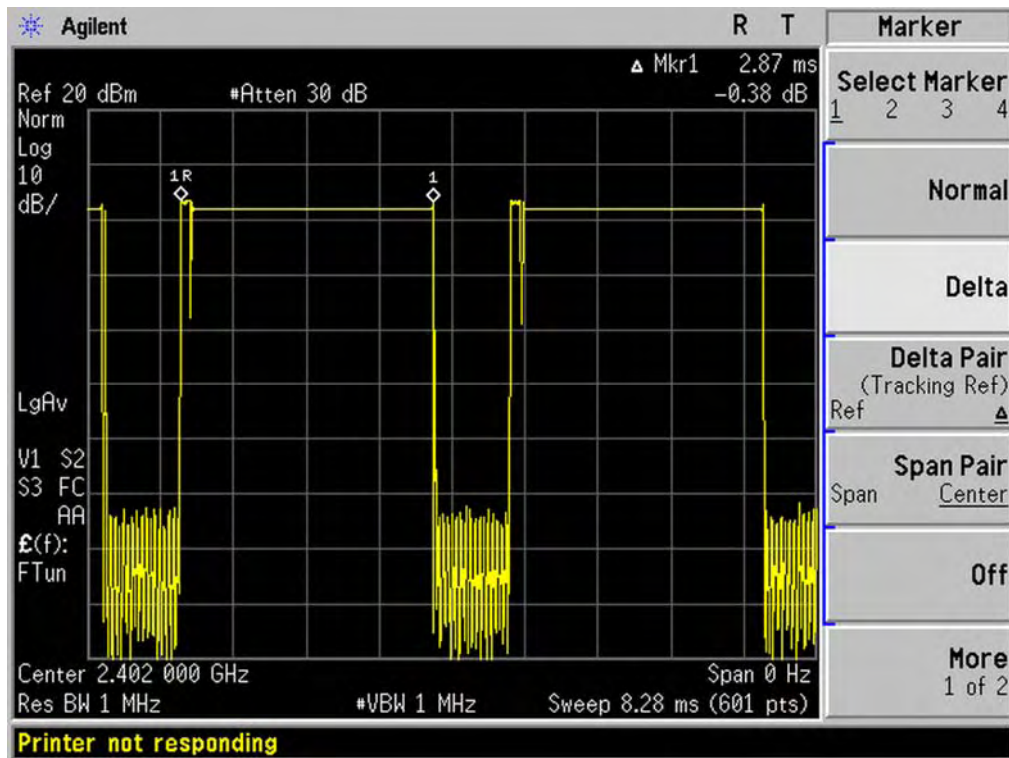 Agilent R T
Δ Mkr1 2.87 ms
Ref 20 dBm #Atten 30 dB -0.38 dB
Norm
Log
10
dB/
1R
1
LgAv
V1 S2
S3 FC
AA
£(f):
FTun
Center 2.402 000 GHz Span 0 Hz
Res BW 1 MHz #VBW 1 MHz Sweep 8.28 ms (601 pts)
Printer not responding
Marker
Select Marker
1 2 3 4
Normal
Delta
Delta Pair
(Tracking Ref)
Ref Δ
Span Pair
Span Center
Off
More
1 of 2